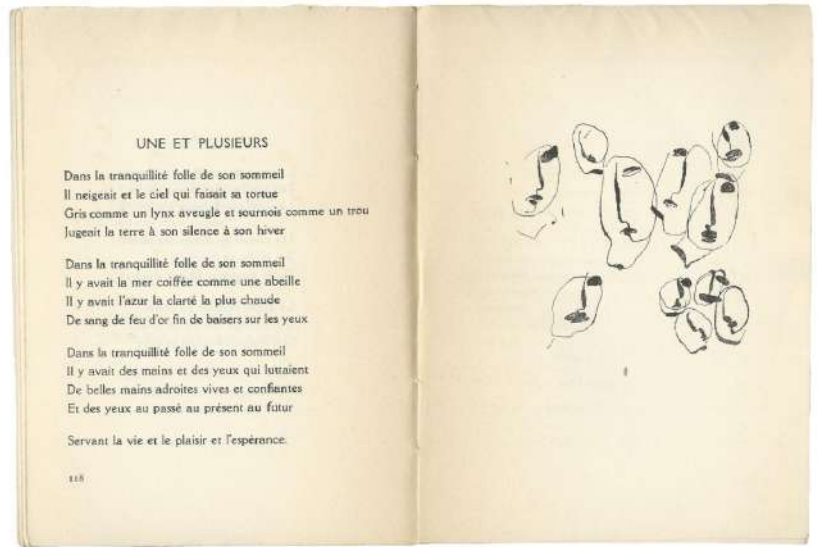 UNE ET PLUSIEURS
Dans la tranquillité folle de son sommeil
Il neigeait et le ciel qui faisait sa tortue
Gris comme un lynx aveugle et sournois comme un trou
Jugeait la terre à son silence à son hiver
Dans la tranquillité folle de son sommeil
Il y avait la mer coiffée comme une abeille
Il y avait l'azur la clarté la plus chaude
De sang de feu d'or fin de baisers sur les yeux
Dans la tranquillité folle de son sommeil
Il y avait des mains et des yeux qui luttaient
De belles mains adroites vives et confiantes
Et des yeux au passé au présent au futur
Servant la vie et le plaisir et l'espérance.
118